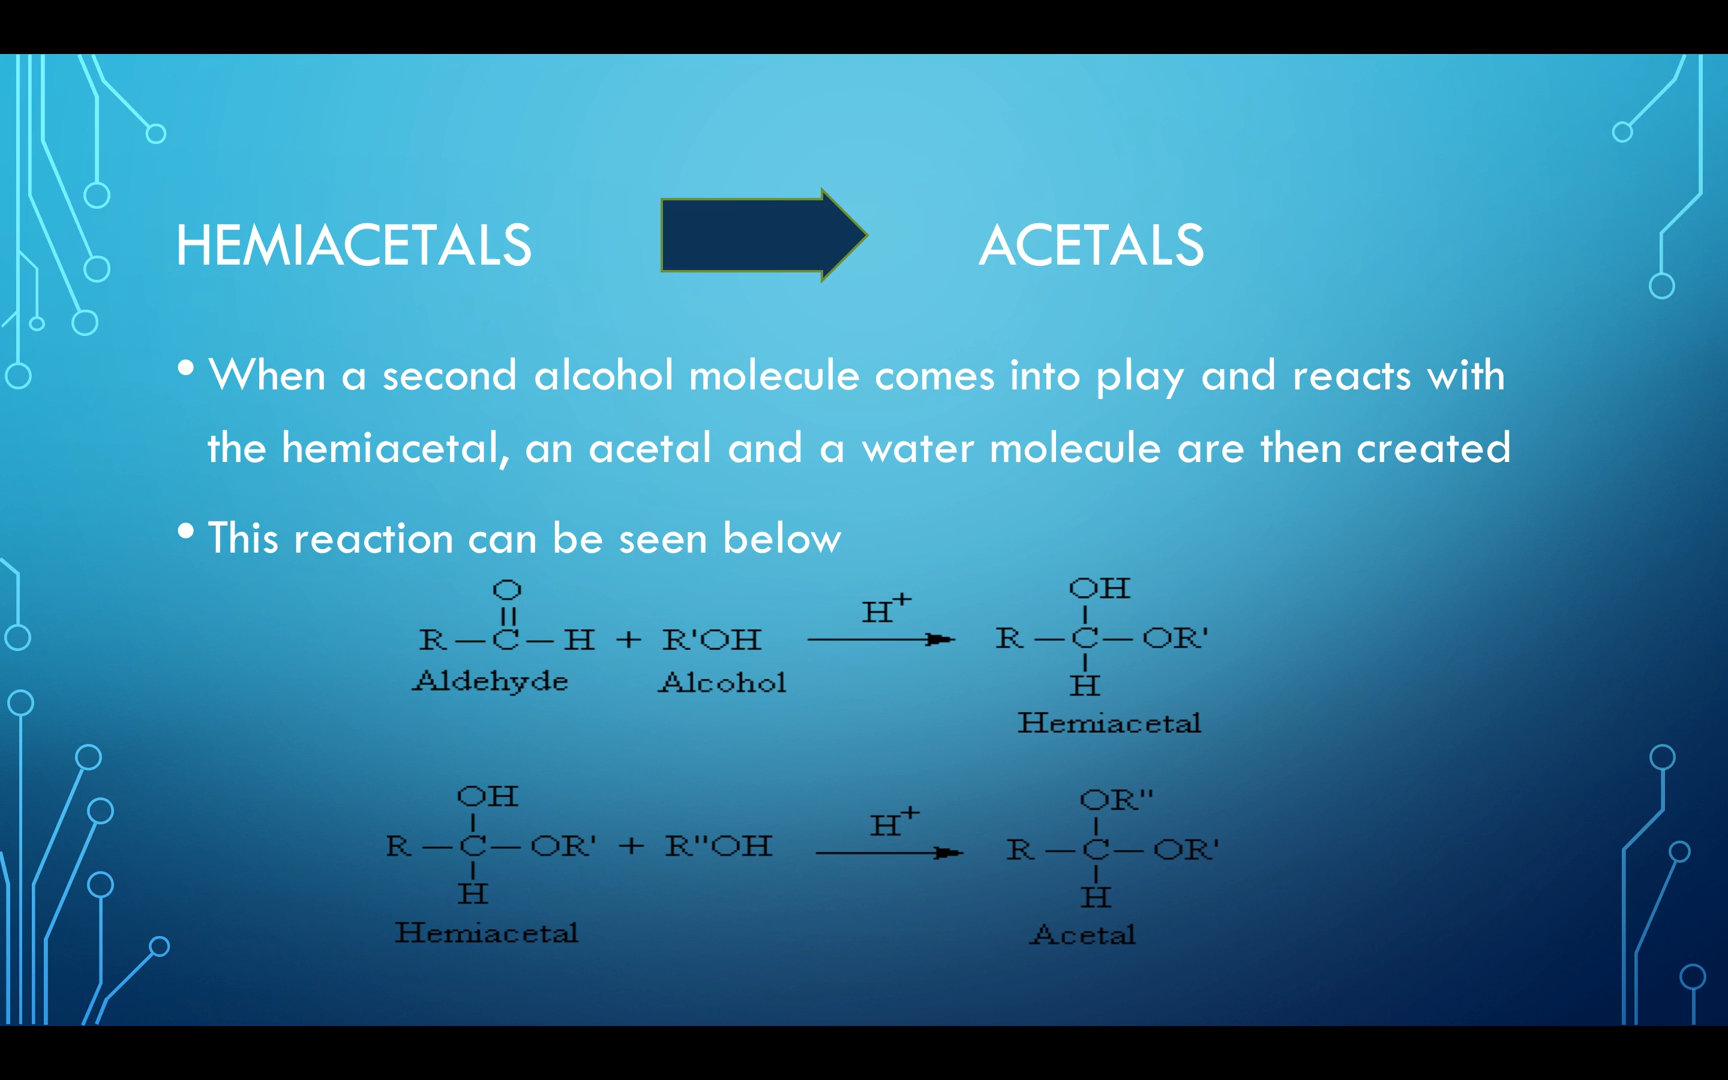 HEMIACETALS ACETALS
• When a second alcohol molecule comes into play and reacts with
the hemiacetal, an acetal and a water molecule are then created
• This reaction can be seen below
O
||
R—C—H + R'OH
Aldehyde Alcohol
H+
OH
|
R—C—OR'
|
H
Hemiacetal
OH
|
R—C—OR' + R''OH
|
H
Hemiacetal
H+
OR''
|
R—C—OR'
|
H
Acetal